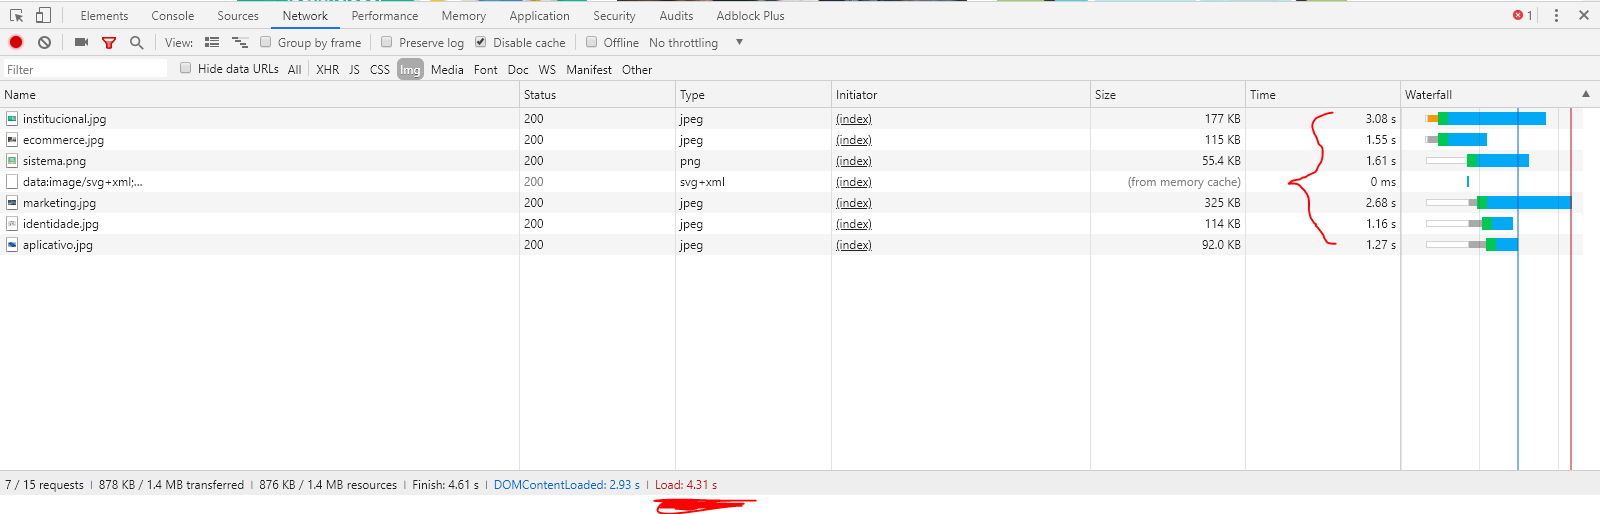 Elements Console Sources Network Performance Memory Application Security Audits Adblock Plus 1
View: Group by frame Preserve log Disable cache Offline No throttling
Filter Hide data URLs All XHR JS CSS Img Media Font Doc WS Manifest Other
Name Status Type Initiator Size Time Waterfall
institucional.jpg 200 jpeg (index) 177 KB 3.08 s
ecommerce.jpg 200 jpeg (index) 115 KB 1.55 s
sistema.png 200 png (index) 55.4 KB 1.61 s
data:image/svg+xml;... 200 svg+xml (index) (from memory cache) 0 ms
marketing.jpg 200 jpeg (index) 325 KB 2.68 s
identidade.jpg 200 jpeg (index) 114 KB 1.16 s
aplicativo.jpg 200 jpeg (index) 92.0 KB 1.27 s
7 / 15 requests 878 KB / 1.4 MB transferred 876 KB / 1.4 MB resources Finish: 4.61 s DOMContentLoaded: 2.93 s Load: 4.31 s